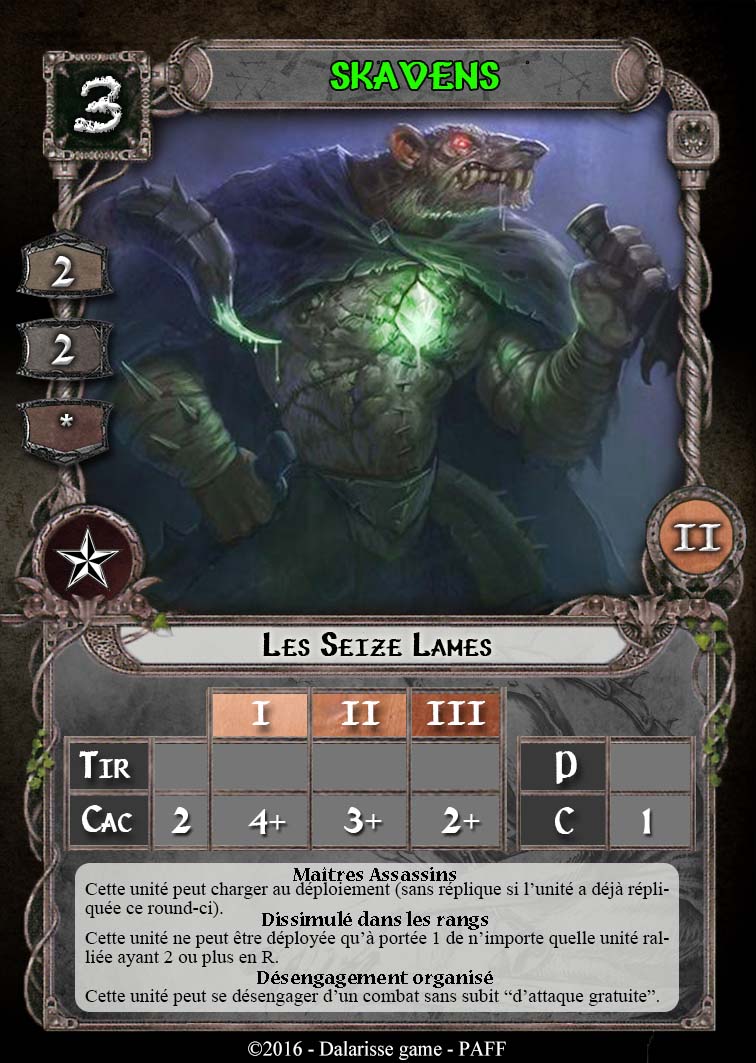 SKAVENS
3
2
2
*
II
Les Seize Lames
I II III
Tir
P
Cac 2 4+ 3+ 2+
C 1
Maîtres Assassins
Cette unité peut charger au déploiement (sans réplique si l'unité a déjà répli-
quée ce round-ci).
Dissimulé dans les rangs
Cette unité ne peut être déployée qu'à portée 1 de n'importe quelle unité ral-
liée ayant 2 ou plus en R.
Désengagement organisé
Cette unité peut se désengager d'un combat sans subit "d'attaque gratuite".
©2016 - Dalarisse game - PAFF